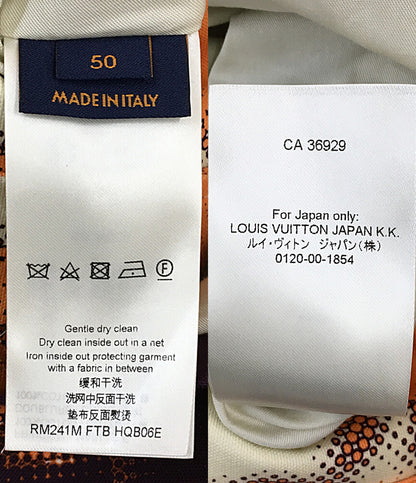 50
MADE IN ITALY
Gentle dry clean
Dry clean inside out in a net
Iron inside out protecting garment
with a fabric in between
缓和干洗
洗网中反面干洗
垫布反面熨烫
RM241M FTB HQB06E
CA 36929
For Japan only:
LOUIS VUITTON JAPAN K.K.
ルイ・ヴィトン ジャパン(株)
0120-00-1854